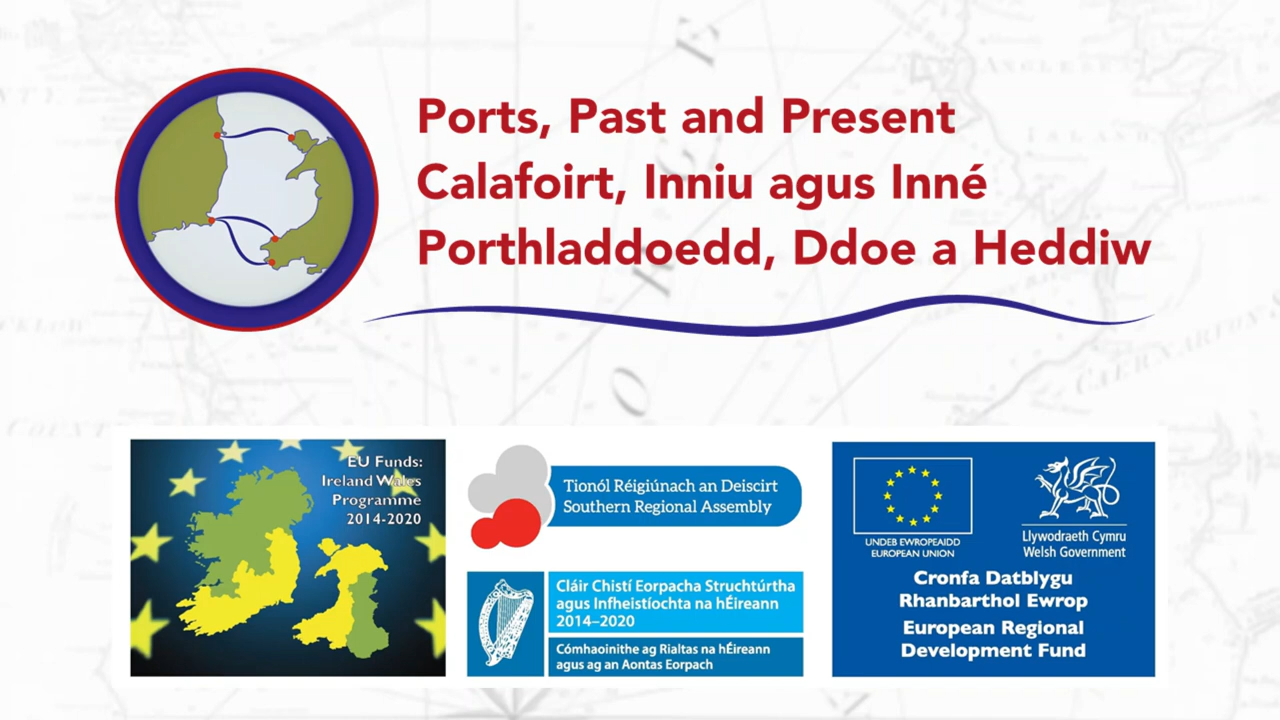 Ports, Past and Present
Calafoirt, Inniu agus Inné
Porthladdoedd, Ddoe a Heddiw
EU Funds:
Ireland Wales
Programme
2014-2020
Tionól Réigiúnach an Deiscirt
Southern Regional Assembly
Cláir Chistí Eorpacha Struchtúrtha
agus Infheistíochta na hÉireann
2014–2020
Cómhaoinithe ag Rialtas na hÉireann
agus ag an Aontas Eorpach
UNDEB EWROPEAIDD
EUROPEAN UNION
Llywodraeth Cymru
Welsh Government
Cronfa Datblygu
Rhanbarthol Ewrop
European Regional
Development Fund